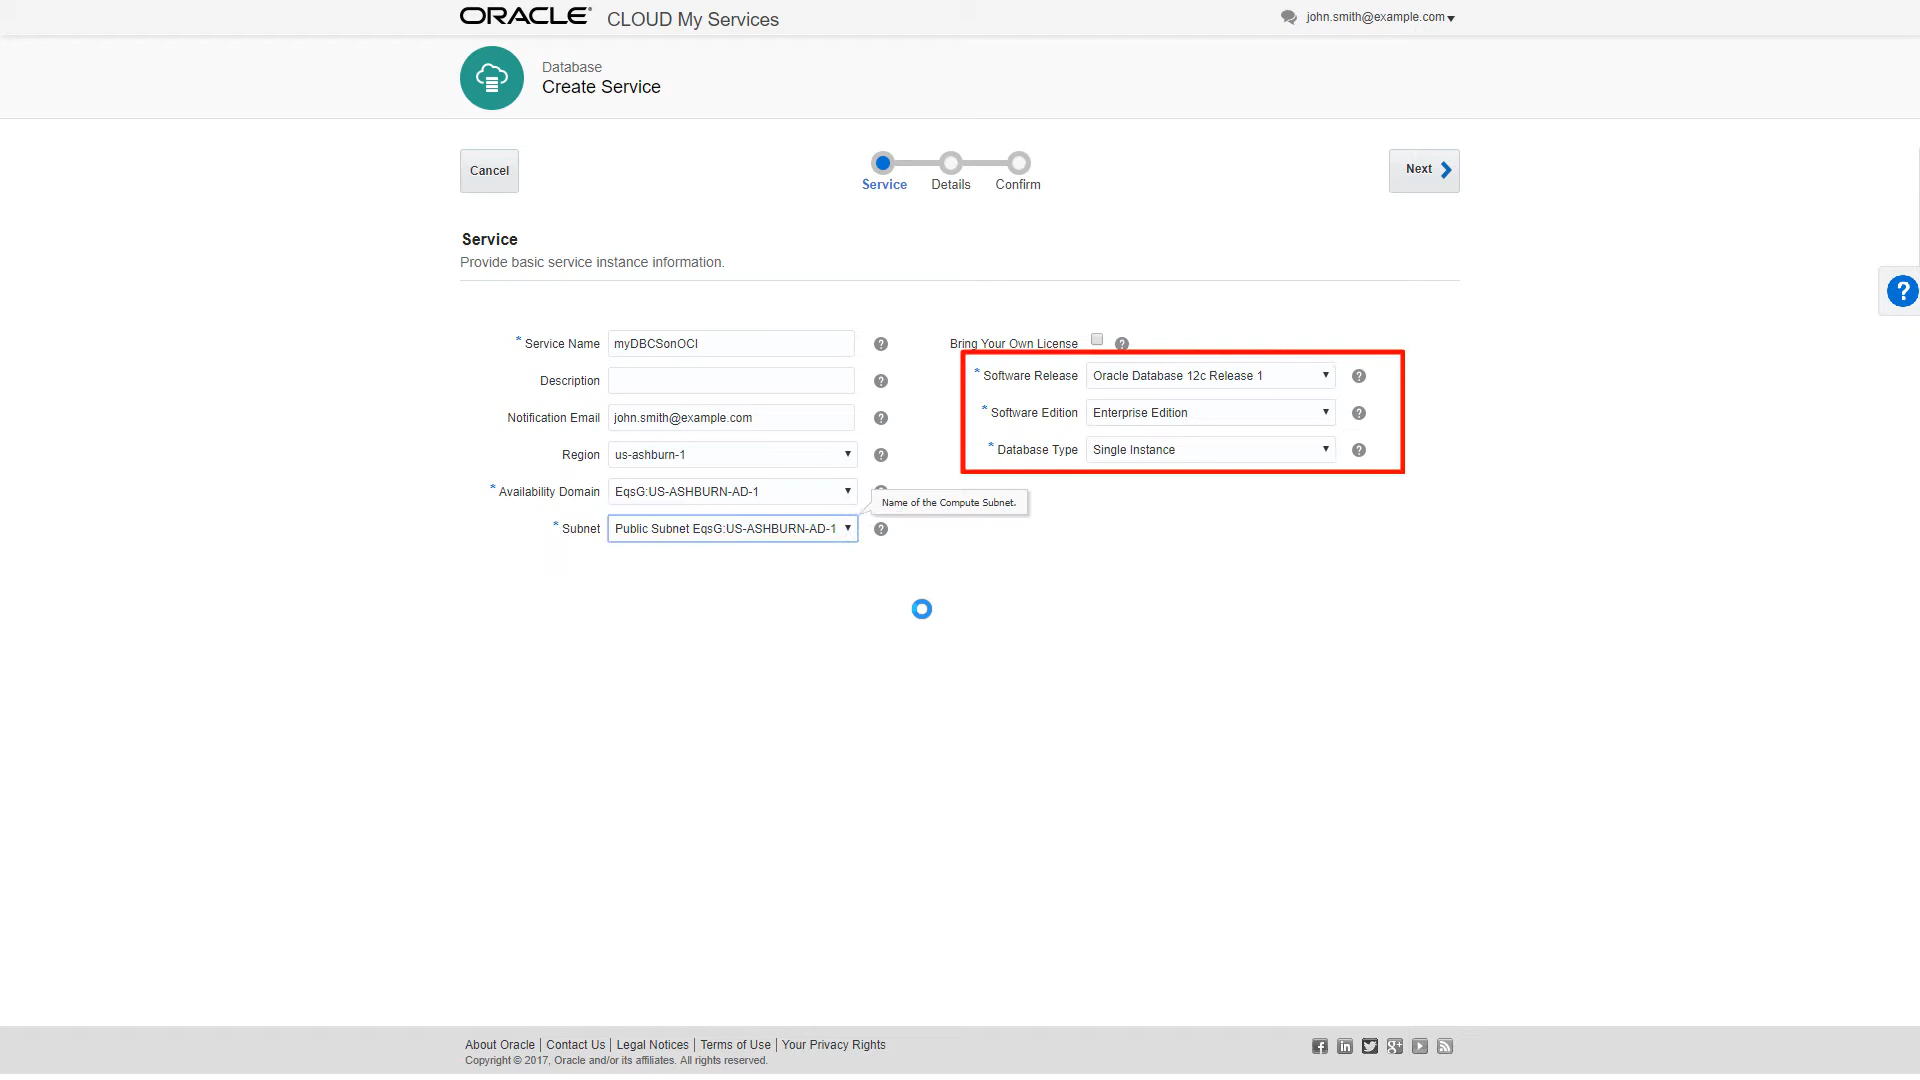 ORACLE® CLOUD My Services
john.smith@example.com
Database
Create Service
Cancel
Service
Details
Confirm
Next
Service
Provide basic service instance information.
* Service Name myDBCSonOCI
Description
Notification Email john.smith@example.com
Region us-ashburn-1
* Availability Domain EqsG:US-ASHBURN-AD-1
* Subnet Public Subnet EqsG:US-ASHBURN-AD-1
Name of the Compute Subnet.
Bring Your Own License
* Software Release Oracle Database 12c Release 1
* Software Edition Enterprise Edition
* Database Type Single Instance
About Oracle | Contact Us | Legal Notices | Terms of Use | Your Privacy Rights
Copyright © 2017, Oracle and/or its affiliates. All rights reserved.